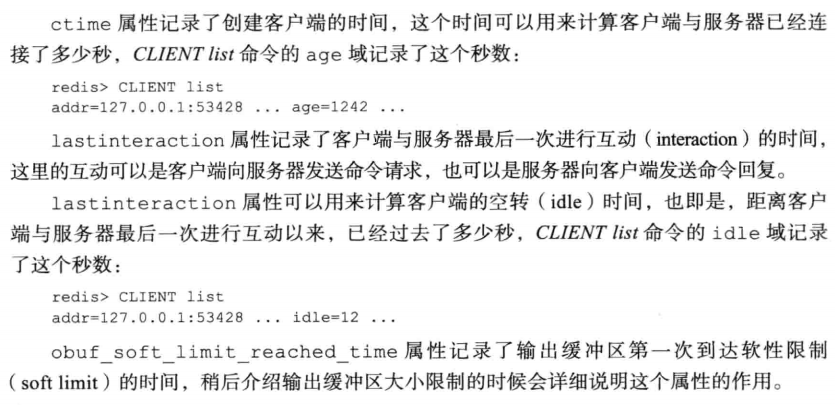 ctime 属性记录了创建客户端的时间，这个时间可以用来计算客户端与服务器已经连
接了多少秒，CLIENT list 命令的 age 域记录了这个秒数：
redis> CLIENT list
addr=127.0.0.1:53428 ... age=1242 ...
lastinteraction 属性记录了客户端与服务器最后一次进行互动（interaction）的时间，
这里的互动可以是客户端向服务器发送命令请求，也可以是服务器向客户端发送命令回复。
lastinteraction 属性可以用来计算客户端的空转（idle）时间，也即是，距离客户
端与服务器最后一次进行互动以来，已经过去了多少秒，CLIENT list 命令的 idle 域记录
了这个秒数：
redis> CLIENT list
addr=127.0.0.1:53428 ... idle=12 ...
obuf_soft_limit_reached_time 属性记录了输出缓冲区第一次到达软性限制
（soft limit）的时间，稍后介绍输出缓冲区大小限制的时候会详细说明这个属性的作用。